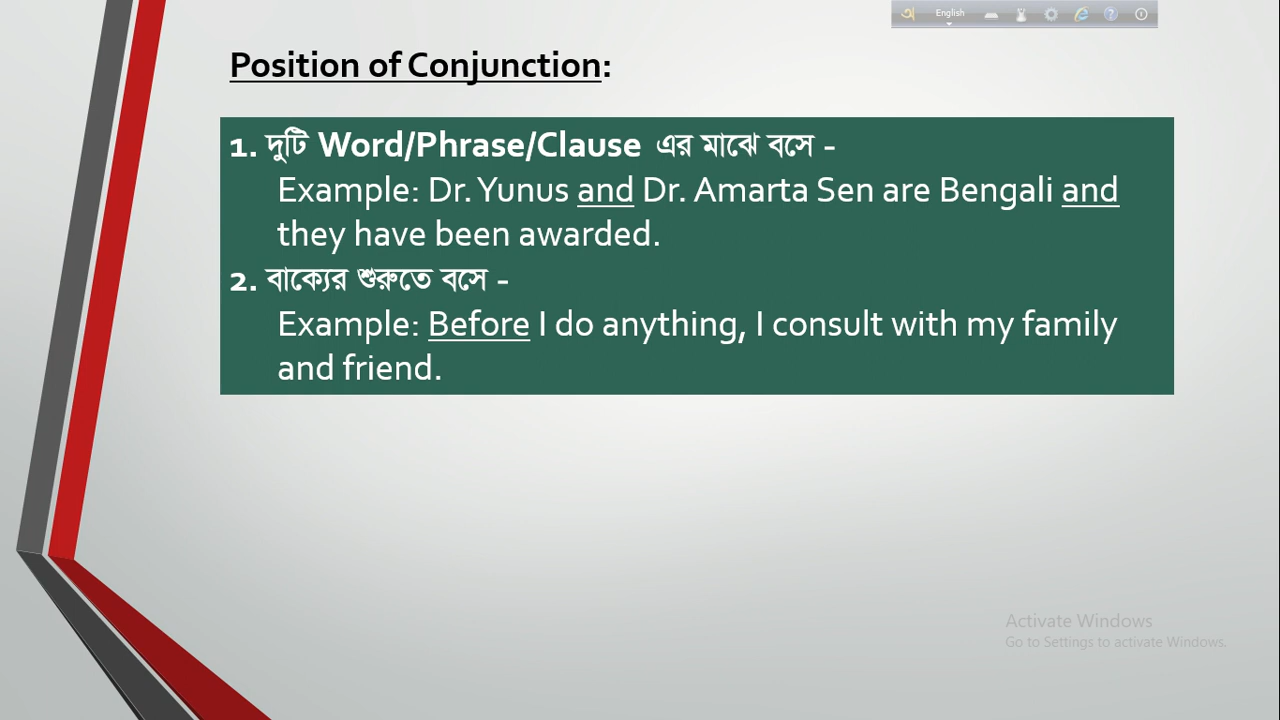 English
Position of Conjunction:
1. দুটি Word/Phrase/Clause এর মাঝে বসে -
Example: Dr. Yunus and Dr. Amarta Sen are Bengali and
they have been awarded.
2. বাক্যের শুরুতে বসে -
Example: Before I do anything, I consult with my family
and friend.
Activate Windows
Go to Settings to activate Windows.